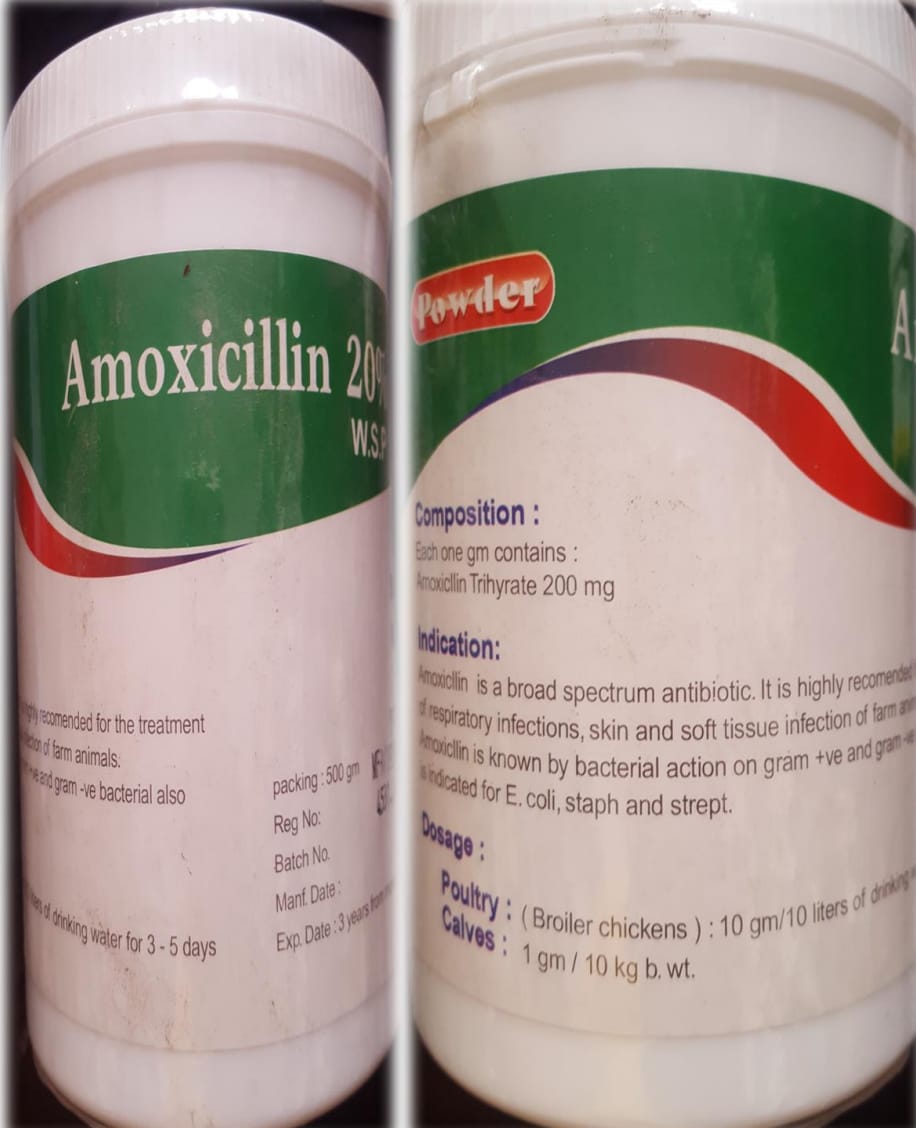 Amoxicillin 20%
W.S.P
recomended for the treatment
of farm animals.
and gram -ve bacterial also
packing : 500 gm
Reg No:
Batch No.
Manf. Date :
Exp. Date : 3 years from
of drinking water for 3 - 5 days
Powder
A
Composition :
Each one gm contains :
Amoxicllin Trihyrate 200 mg
Indication:
Amoxicllin is a broad spectrum antibiotic. It is highly recomended
of respiratory infections, skin and soft tissue infection of farm
Amoxicllin is known by bacterial action on gram +ve and gram -ve
is indicated for E. coli, staph and strept.
Dosage :
Poultry : ( Broiler chickens ) : 10 gm/10 liters of drinking
Calves : 1 gm / 10 kg b. wt.